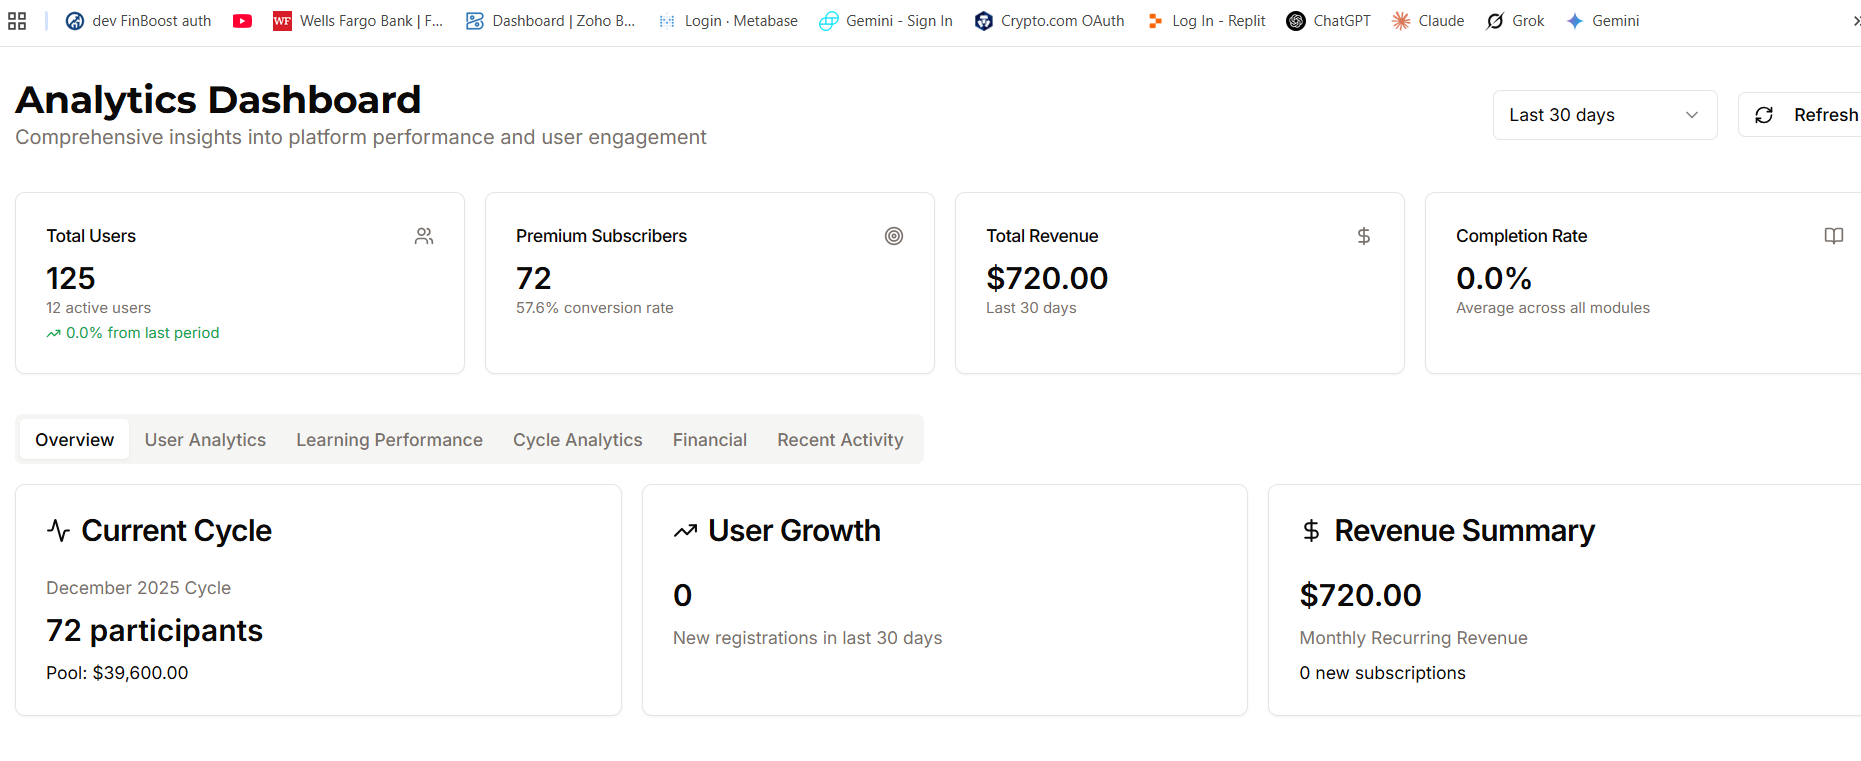 dev FinBoost auth
WF Wells Fargo Bank | F...
Dashboard | Zoho B...
Login · Metabase
Gemini - Sign In
Crypto.com OAuth
Log In - Replit
ChatGPT
Claude
Grok
Gemini
Analytics Dashboard
Comprehensive insights into platform performance and user engagement
Last 30 days
Refresh
Total Users
125
12 active users
0.0% from last period
Premium Subscribers
72
57.6% conversion rate
Total Revenue
$720.00
Last 30 days
Completion Rate
0.0%
Average across all modules
Overview
User Analytics
Learning Performance
Cycle Analytics
Financial
Recent Activity
Current Cycle
December 2025 Cycle
72 participants
Pool: $39,600.00
User Growth
0
New registrations in last 30 days
$ Revenue Summary
$720.00
Monthly Recurring Revenue
0 new subscriptions